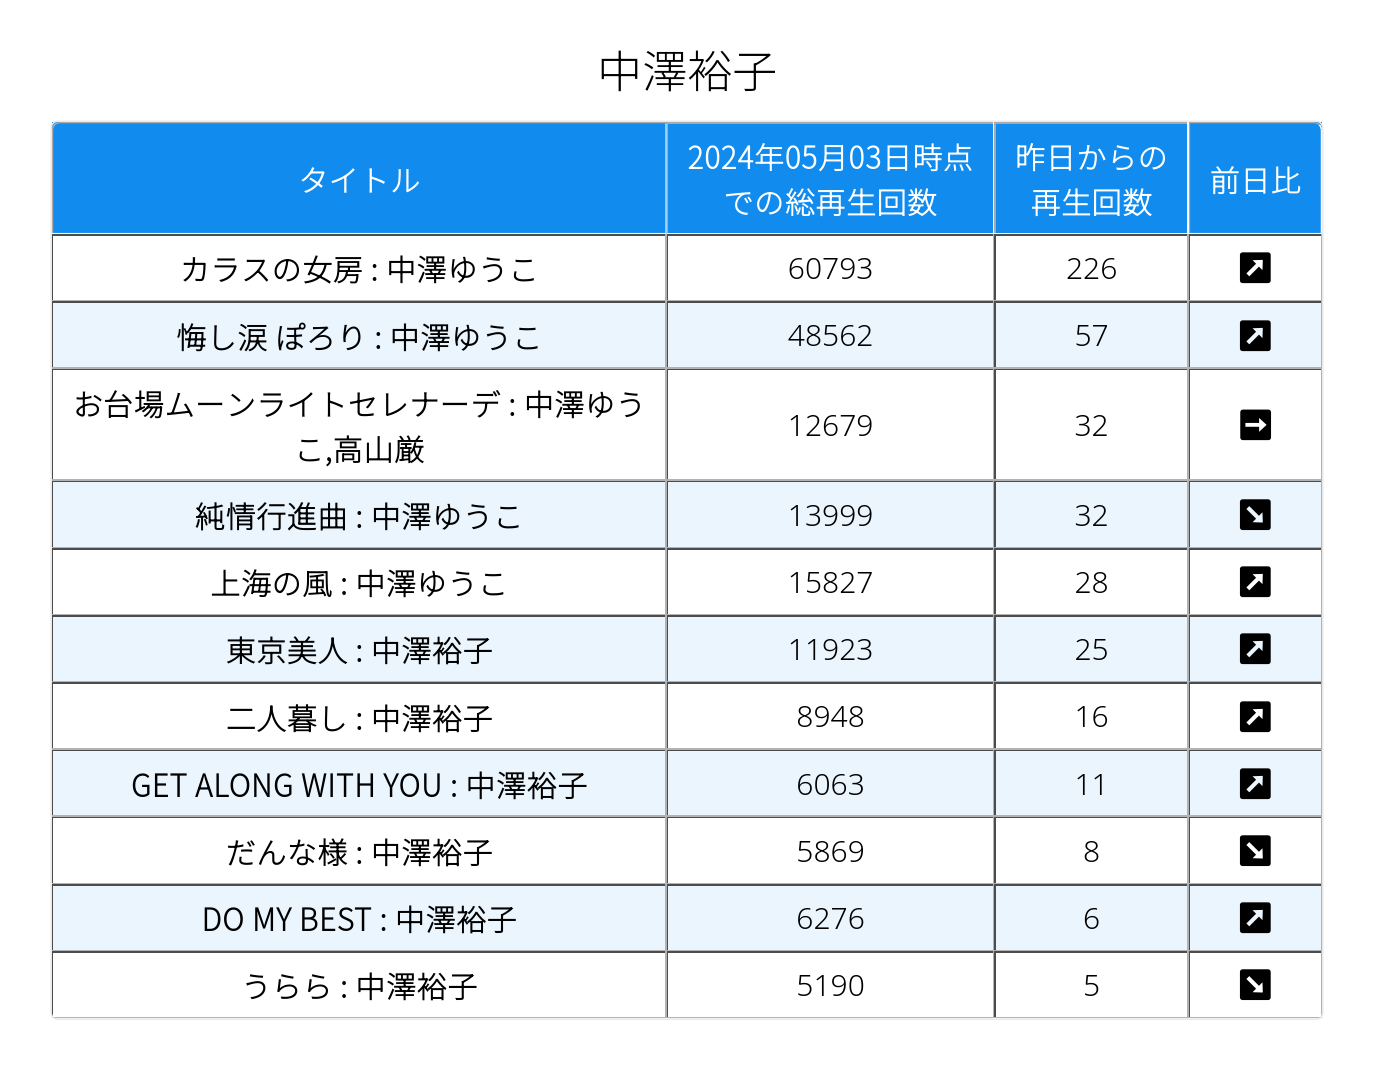 中澤裕子
タイトル
2024年05月03日時点
での総再生回数
昨日からの
再生回数
前日比
カラスの女房 : 中澤ゆうこ
60793
226
悔し涙 ぽろり : 中澤ゆうこ
48562
57
お台場ムーンライトセレナーデ : 中澤ゆう
こ,高山厳
12679
32
純情行進曲 : 中澤ゆうこ
13999
32
上海の風 : 中澤ゆうこ
15827
28
東京美人 : 中澤裕子
11923
25
二人暮し : 中澤裕子
8948
16
GET ALONG WITH YOU : 中澤裕子
6063
11
だんな様 : 中澤裕子
5869
8
DO MY BEST : 中澤裕子
6276
6
うらら : 中澤裕子
5190
5